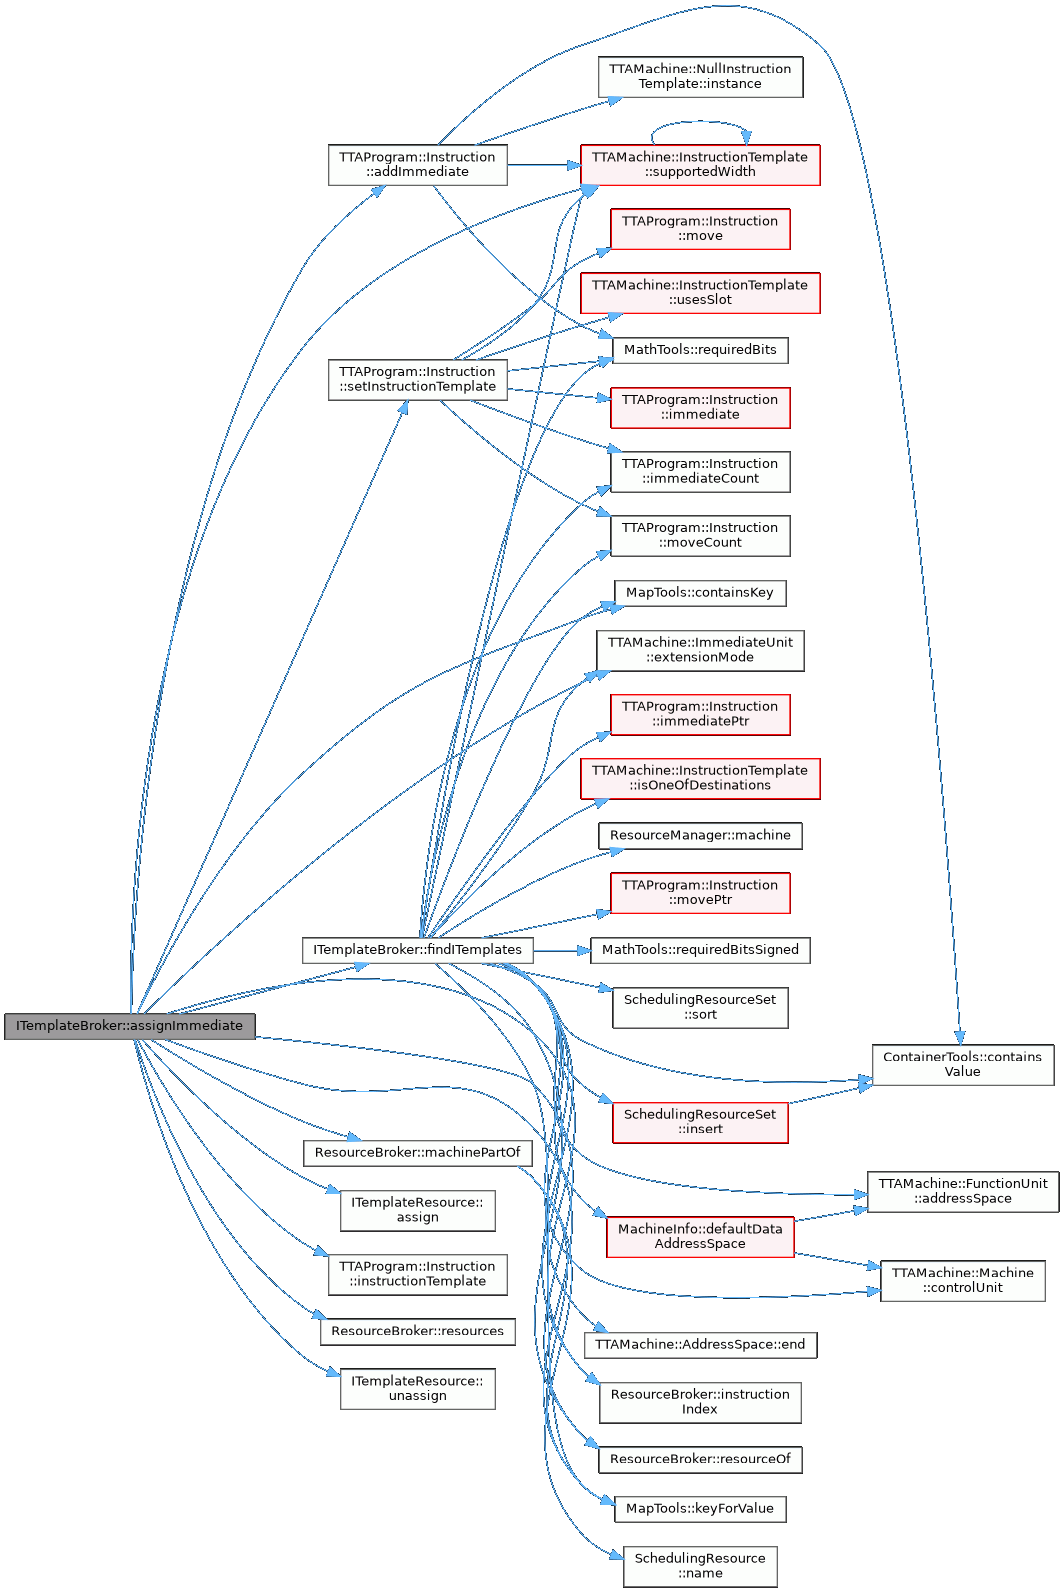 TTAMachine::NullInstruction
Template::instance
TTAProgram::Instruction
::addImmediate
TTAMachine::InstructionTemplate
::supportedWidth
TTAProgram::Instruction
::move
TTAMachine::InstructionTemplate
::usesSlot
MathTools::requiredBits
TTAProgram::Instruction
::setInstructionTemplate
TTAProgram::Instruction
::immediate
TTAProgram::Instruction
::immediateCount
TTAProgram::Instruction
::moveCount
MapTools::containsKey
TTAMachine::ImmediateUnit
::extensionMode
TTAProgram::Instruction
::immediatePtr
TTAMachine::InstructionTemplate
::isOneOfDestinations
ResourceManager::machine
TTAProgram::Instruction
::movePtr
ITemplateBroker::findITemplates
MathTools::requiredBitsSigned
SchedulingResourceSet
::sort
ITemplateBroker::assignImmediate
ContainerTools::contains
Value
SchedulingResourceSet
::insert
ResourceBroker::machinePartOf
TTAMachine::FunctionUnit
::addressSpace
ITemplateResource::
assign
MachineInfo::defaultData
AddressSpace
TTAProgram::Instruction
::instructionTemplate
TTAMachine::Machine
::controlUnit
ResourceBroker::resources
TTAMachine::AddressSpace::end
ITemplateResource::
unassign
ResourceBroker::instruction
Index
ResourceBroker::resourceOf
MapTools::keyForValue
SchedulingResource
::name